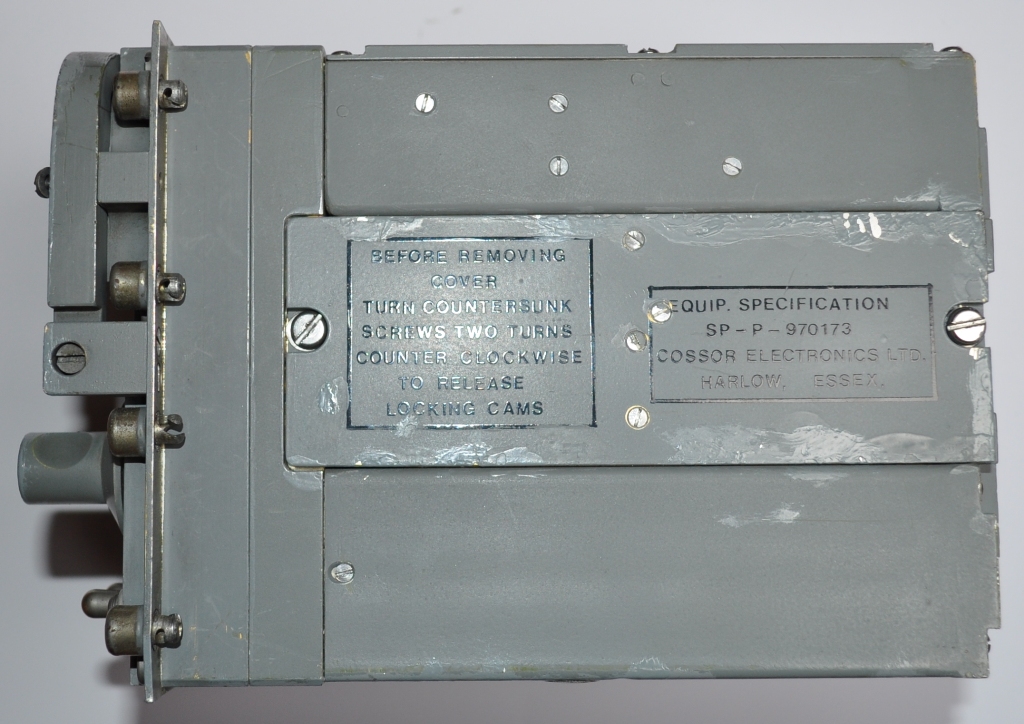 BEFORE REMOVING
COVER
TURN COUNTERSUNK
SCREWS TWO TURNS
COUNTER CLOCKWISE
TO RELEASE
LOCKING CAMS
EQUIP. SPECIFICATION
SP - P - 970173
COSSOR ELECTRONICS LTD.
HARLOW, ESSEX.